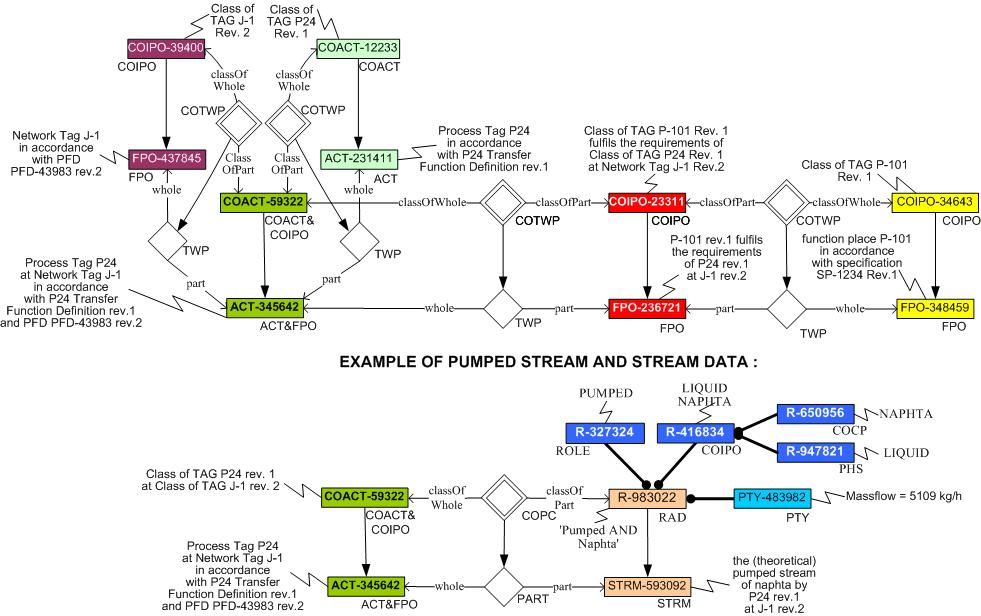 Class of
TAG J-1
Rev. 2
Class of
TAG P24
Rev. 1
COIPO-39400
COIPO
COACT-12233
COACT
classOf
Whole
classOf
Whole
COTWP
COTWP
Network Tag J-1
in accordance
with PFD
PFD-43983 rev.2
FPO-437845
FPO
Class
OfPart
Class
OfPart
ACT-231411
ACT
Process Tag P24
in accordance
with P24 Transfer
Function Definition rev.1
Class of TAG P-101 Rev. 1
fulfils the requirements of
Class of TAG P24 Rev. 1
at Network Tag J-1 Rev.2
Class of TAG P-101
Rev. 1
whole
whole
COACT-59322
COACT&
COIPO
classOfWhole
COTWP
classOfPart
COIPO-23311
COIPO
classOfPart
COTWP
classOfWhole
COIPO-34643
COIPO
TWP
TWP
P-101 rev.1 fulfils
the requirements
of P24 rev.1
at J-1 rev.2
function place P-101
in accordance
with specification
SP-1234 Rev.1
Process Tag P24
at Network Tag J-1
in accordance
with P24 Transfer
Function Definition rev.1
and PFD PFD-43983 rev.2
part
part
ACT-345642
ACT&FPO
whole
TWP
part
FPO-236721
FPO
part
TWP
whole
FPO-348459
FPO
EXAMPLE OF PUMPED STREAM AND STREAM DATA :
PUMPED
LIQUID
NAPHTA
R-327324
ROLE
R-416834
COIPO
R-650956
COCP
NAPHTA
R-947821
PHS
LIQUID
Class of TAG P24 rev. 1
at Class of TAG J-1 rev. 2
COACT-59322
COACT&
COIPO
classOf
Whole
COPC
classOf
Part
R-983022
RAD
'Pumped AND
Naphta'
PTY-483982
PTY
Massflow = 5109 kg/h
Process Tag P24
at Network Tag J-1
in accordance
with P24 Transfer
Function Definition rev.1
and PFD PFD-43983 rev.2
ACT-345642
ACT&FPO
whole
PART
part
STRM-593092
STRM
the (theoretical)
pumped stream
of naphta by
P24 rev.1
at J-1 rev.2